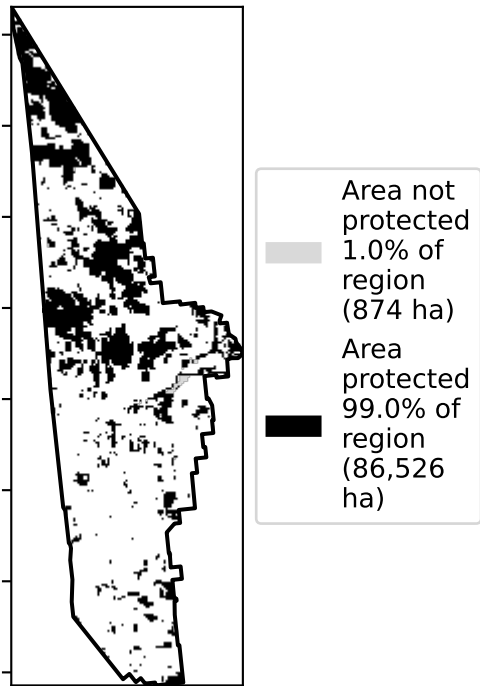 Area not
protected
1.0% of
region
(874 ha)
Area
protected
99.0% of
region
(86,526
ha)